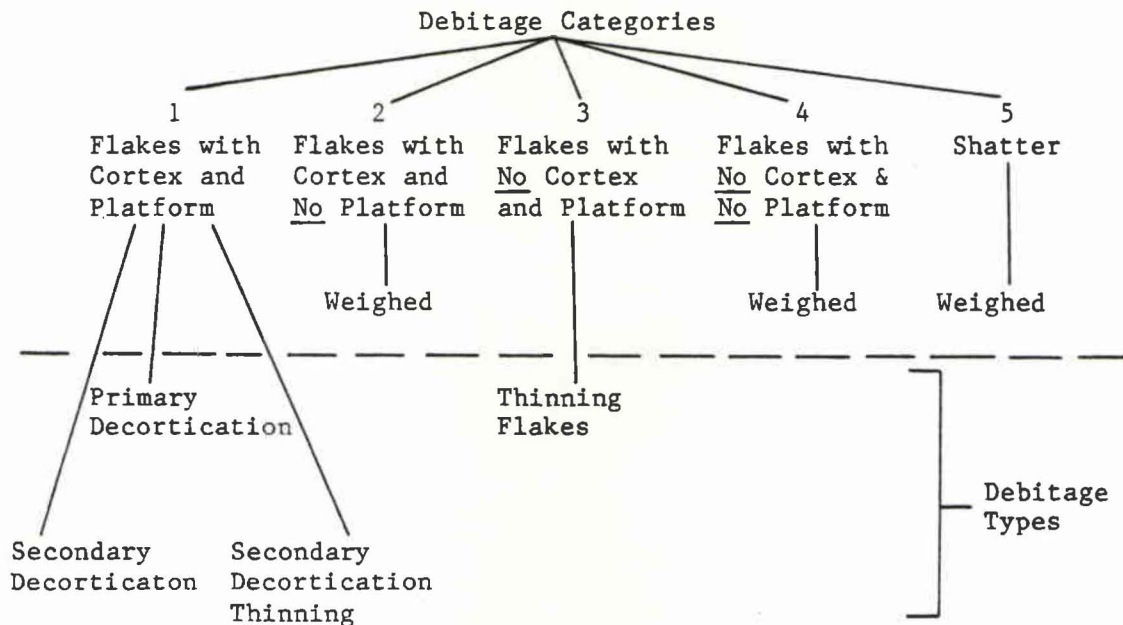 Debitage Categories
1
Flakes with
Cortex and
Platform
2
Flakes with
Cortex and
No Platform
Weighed
3
Flakes with
No Cortex
and Platform
4
Flakes with
No Cortex &
No Platform
Weighed
5
Shatter
Weighed
Primary
Decortication
Thinning
Flakes
Secondary
Decorticaton
Secondary
Decortication
Thinning
Debitage
Types